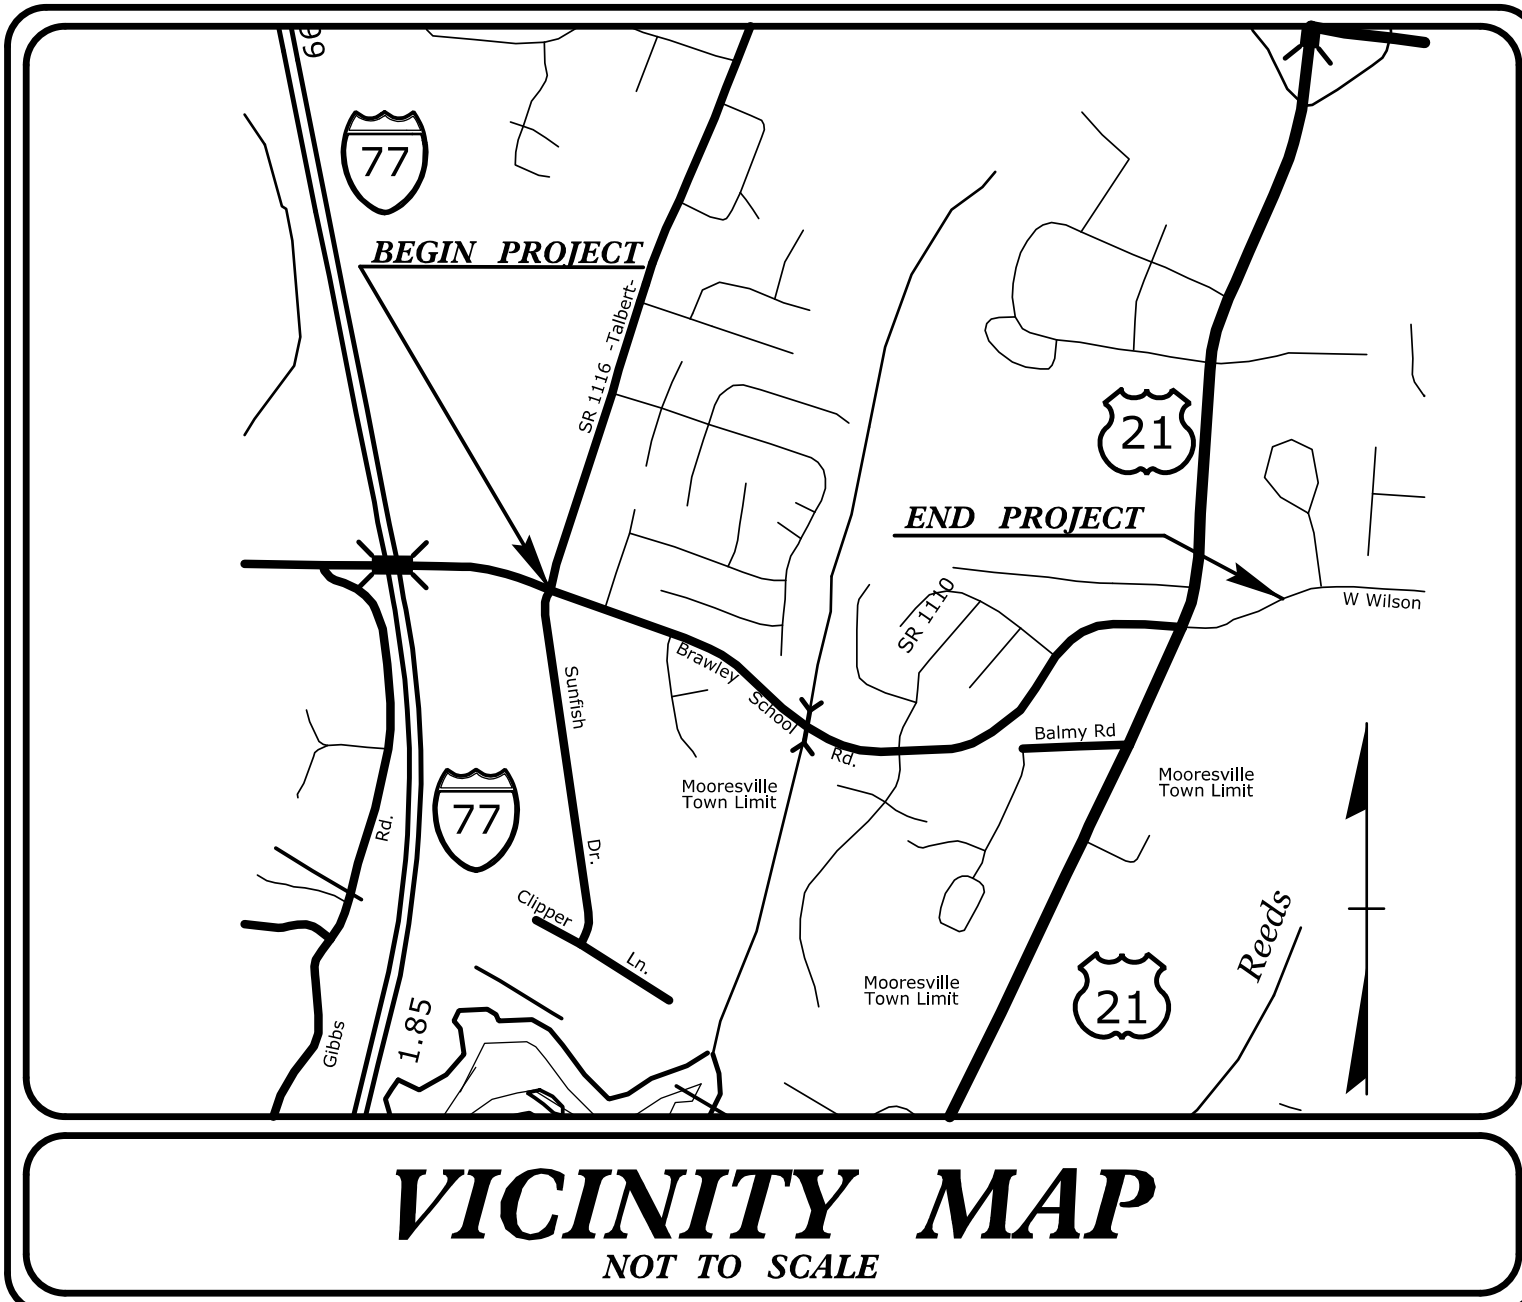 66
77
BEGIN PROJECT
SR 1116 -Talbert-
21
END PROJECT
W Wilson
SR 1110
Brawley School Rd.
Sunfish Dr.
Balmy Rd
Mooresville
Town Limit
Mooresville
Town Limit
77
Gibbs Rd.
Clipper Ln.
Reeds
Mooresville
Town Limit
21
1.85
VICINITY MAP
NOT TO SCALE